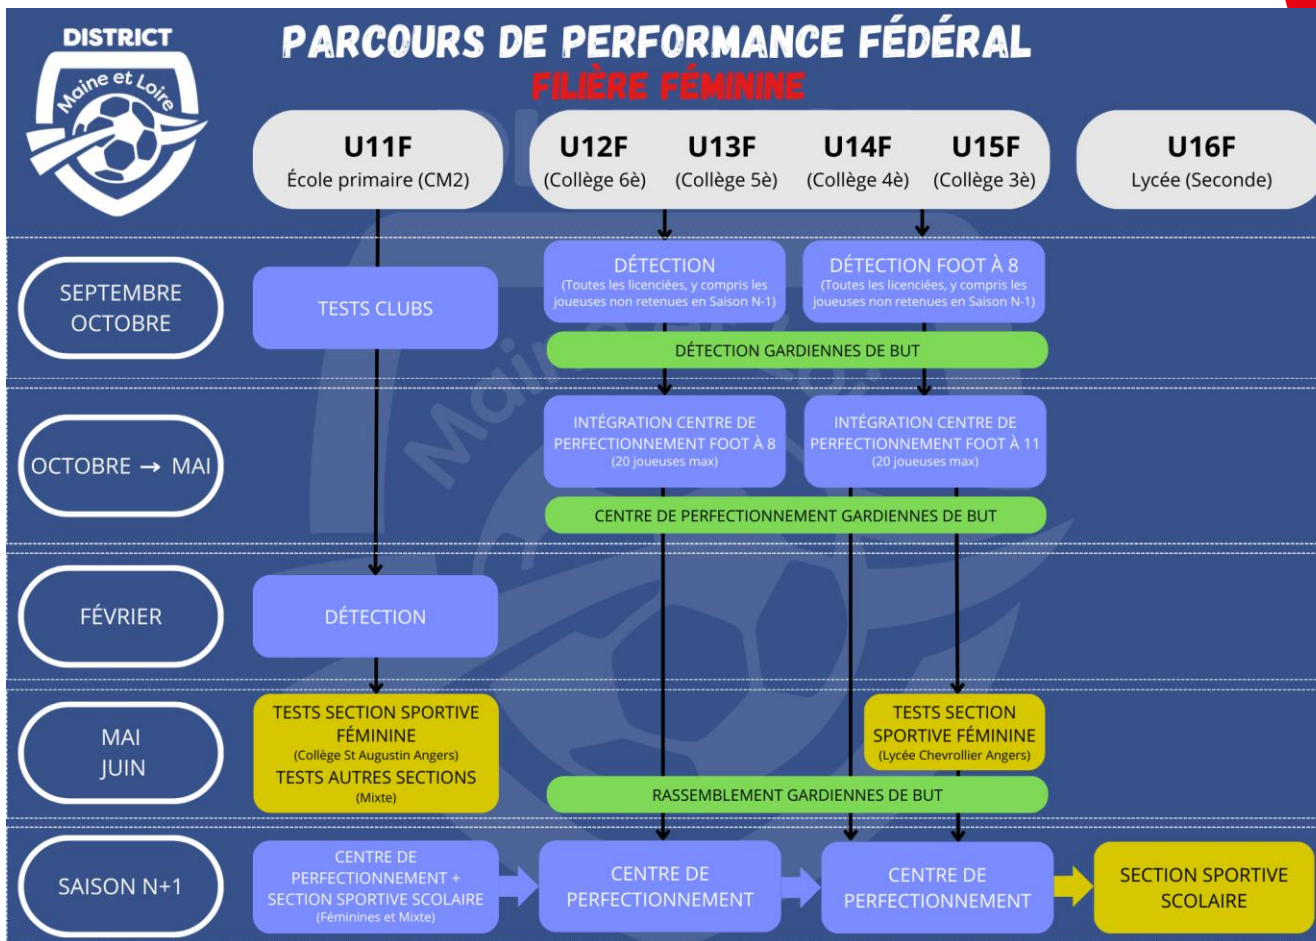 DISTRICT
Maine et Loire
PARCOURS DE PERFORMANCE FÉDÉRAL
FILIÈRE FÉMININE
U11F
École primaire (CM2)
U12F U13F U14F U15F
(Collège 6è) (Collège 5è) (Collège 4è) (Collège 3è)
U16F
Lycée (Seconde)
SEPTEMBRE
OCTOBRE
TESTS CLUBS
DÉTECTION
(Toutes les licenciées, y compris les
joueuses non retenues en Saison N-1)
DÉTECTION FOOT À 8
(Toutes les licenciées, y compris les
joueuses non retenues en Saison N-1)
DÉTECTION GARDIENNES DE BUT
OCTOBRE → MAI
INTÉGRATION CENTRE DE
PERFECTIONNEMENT FOOT À 8
(20 joueuses max)
INTÉGRATION CENTRE DE
PERFECTIONNEMENT FOOT À 11
(20 joueuses max)
CENTRE DE PERFECTIONNEMENT GARDIENNES DE BUT
FÉVRIER
DÉTECTION
MAI
JUIN
TESTS SECTION SPORTIVE
FÉMININE
(Collège St Augustin Angers)
TESTS AUTRES SECTIONS
(Mixte)
TESTS SECTION
SPORTIVE FÉMININE
(Lycée Chevrollier Angers)
RASSEMBLEMENT GARDIENNES DE BUT
SAISON N+1
CENTRE DE
PERFECTIONNEMENT +
SECTION SPORTIVE SCOLAIRE
(Féminines et Mixte)
CENTRE DE
PERFECTIONNEMENT
CENTRE DE
PERFECTIONNEMENT
SECTION SPORTIVE
SCOLAIRE